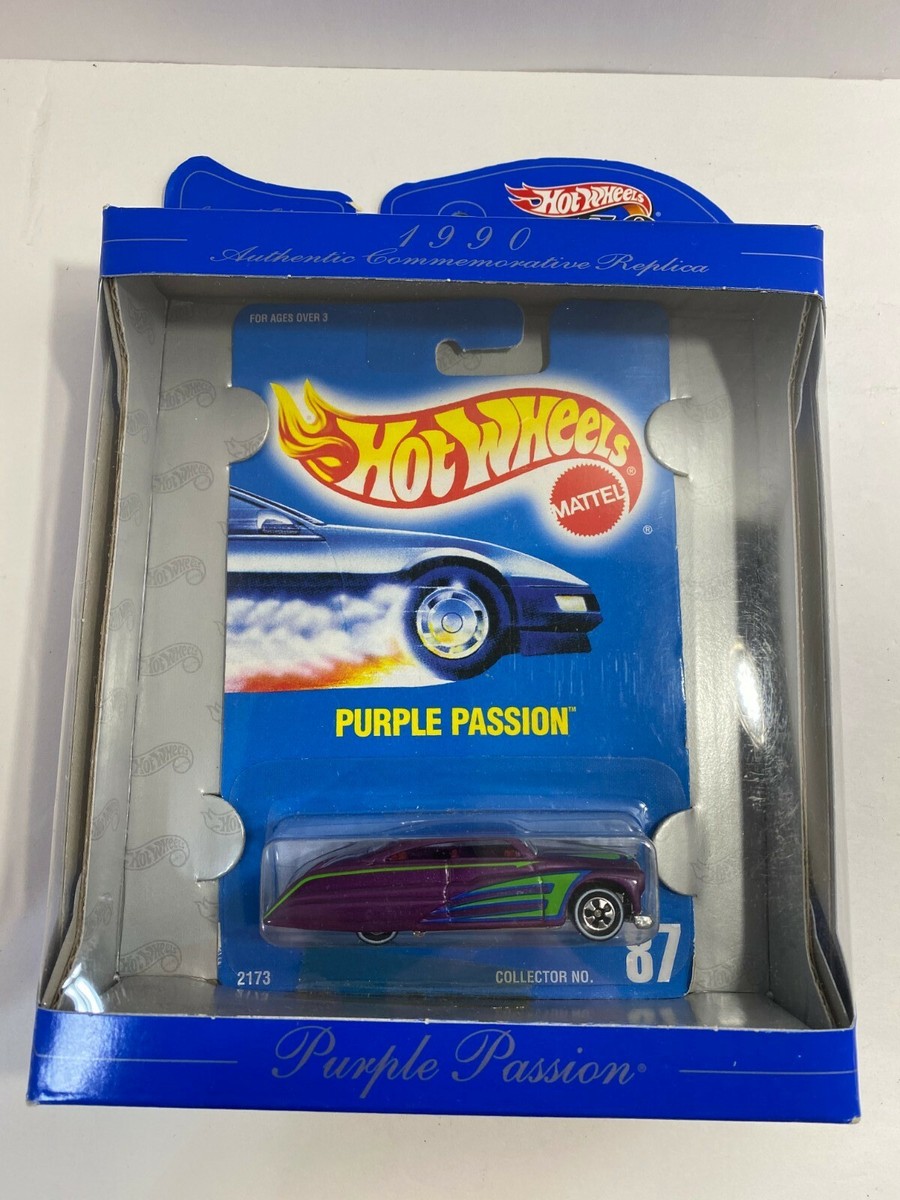 HOT WHEELS
1990
Authentic Commemorative Replica
FOR AGES OVER 3
HOT WHEELS®
MATTEL
®
PURPLE PASSION™
2173
COLLECTOR NO. 87
Purple Passion®